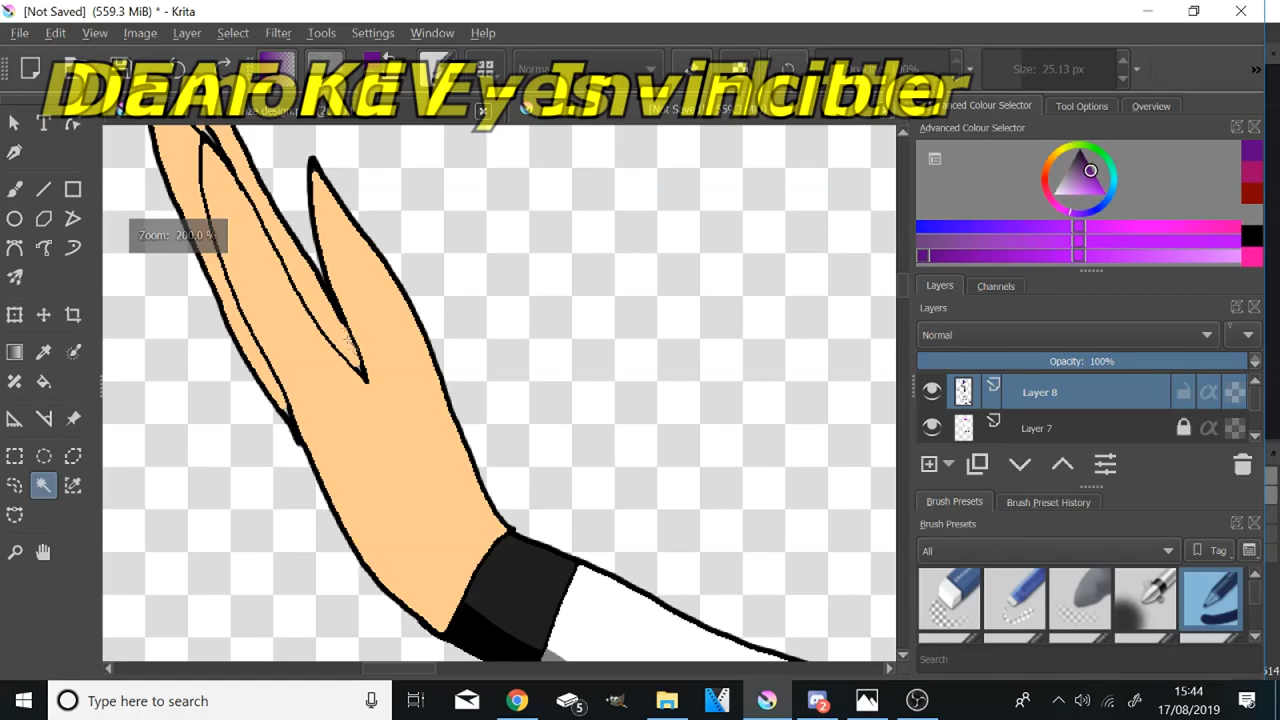 [Not Saved] (559.3 MiB) * - Krita
File Edit View Image Layer Select Filter Tools Settings Window Help
Size: 25.13 px
Advanced Colour Selector Tool Options Overview
Advanced Colour Selector
Zoom: 200.0 %
Layers Channels
Layers
Normal
Opacity: 100%
Layer 8
Layer 7
Brush Presets Brush Preset History
Brush Presets
All Tag
Search
Type here to search
5
2
15:44
17/08/2019